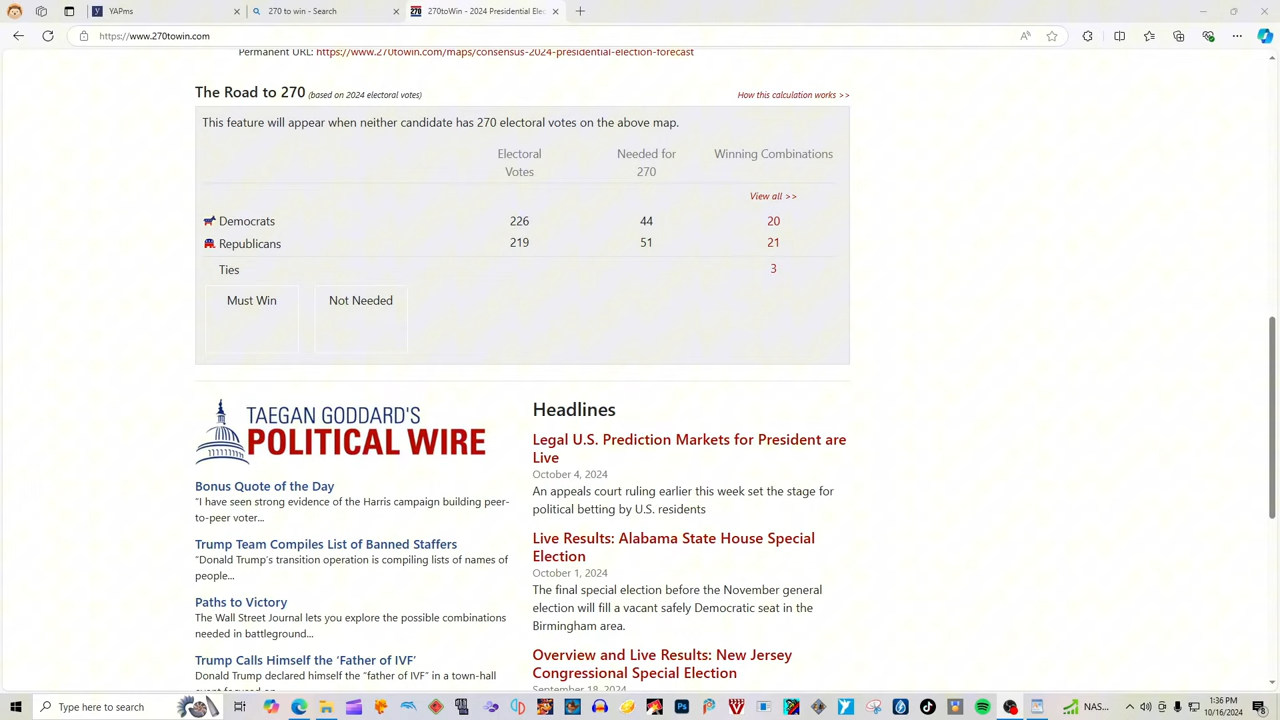 YAPms
270 to win - Search
270toWin - 2024 Presidential Elec
https://www.270towin.com
Permanent URL: https://www.270towin.com/maps/consensus-2024-presidential-election-forecast
The Road to 270 (based on 2024 electoral votes)
How this calculation works >>
This feature will appear when neither candidate has 270 electoral votes on the above map.
Electoral Votes
Needed for 270
Winning Combinations
View all >>
Democrats 226 44 20
Republicans 219 51 21
Ties 3
Must Win
Not Needed
TAEGAN GODDARD'S
POLITICAL WIRE
Bonus Quote of the Day
"I have seen strong evidence of the Harris campaign building peer-
to-peer voter...
Trump Team Compiles List of Banned Staffers
"Donald Trump's transition operation is compiling lists of names of
people...
Paths to Victory
The Wall Street Journal lets you explore the possible combinations
needed in battleground...
Trump Calls Himself the 'Father of IVF'
Donald Trump declared himself the "father of IVF" in a town-hall
event focused on
Headlines
Legal U.S. Prediction Markets for President are
Live
October 4, 2024
An appeals court ruling earlier this week set the stage for
political betting by U.S. residents
Live Results: Alabama State House Special
Election
October 1, 2024
The final special election before the November general
election will fill a vacant safely Democratic seat in the
Birmingham area.
Overview and Live Results: New Jersey
Congressional Special Election
September 18, 2024
Type here to search
NAS...
1:36 PM
10/16/2024